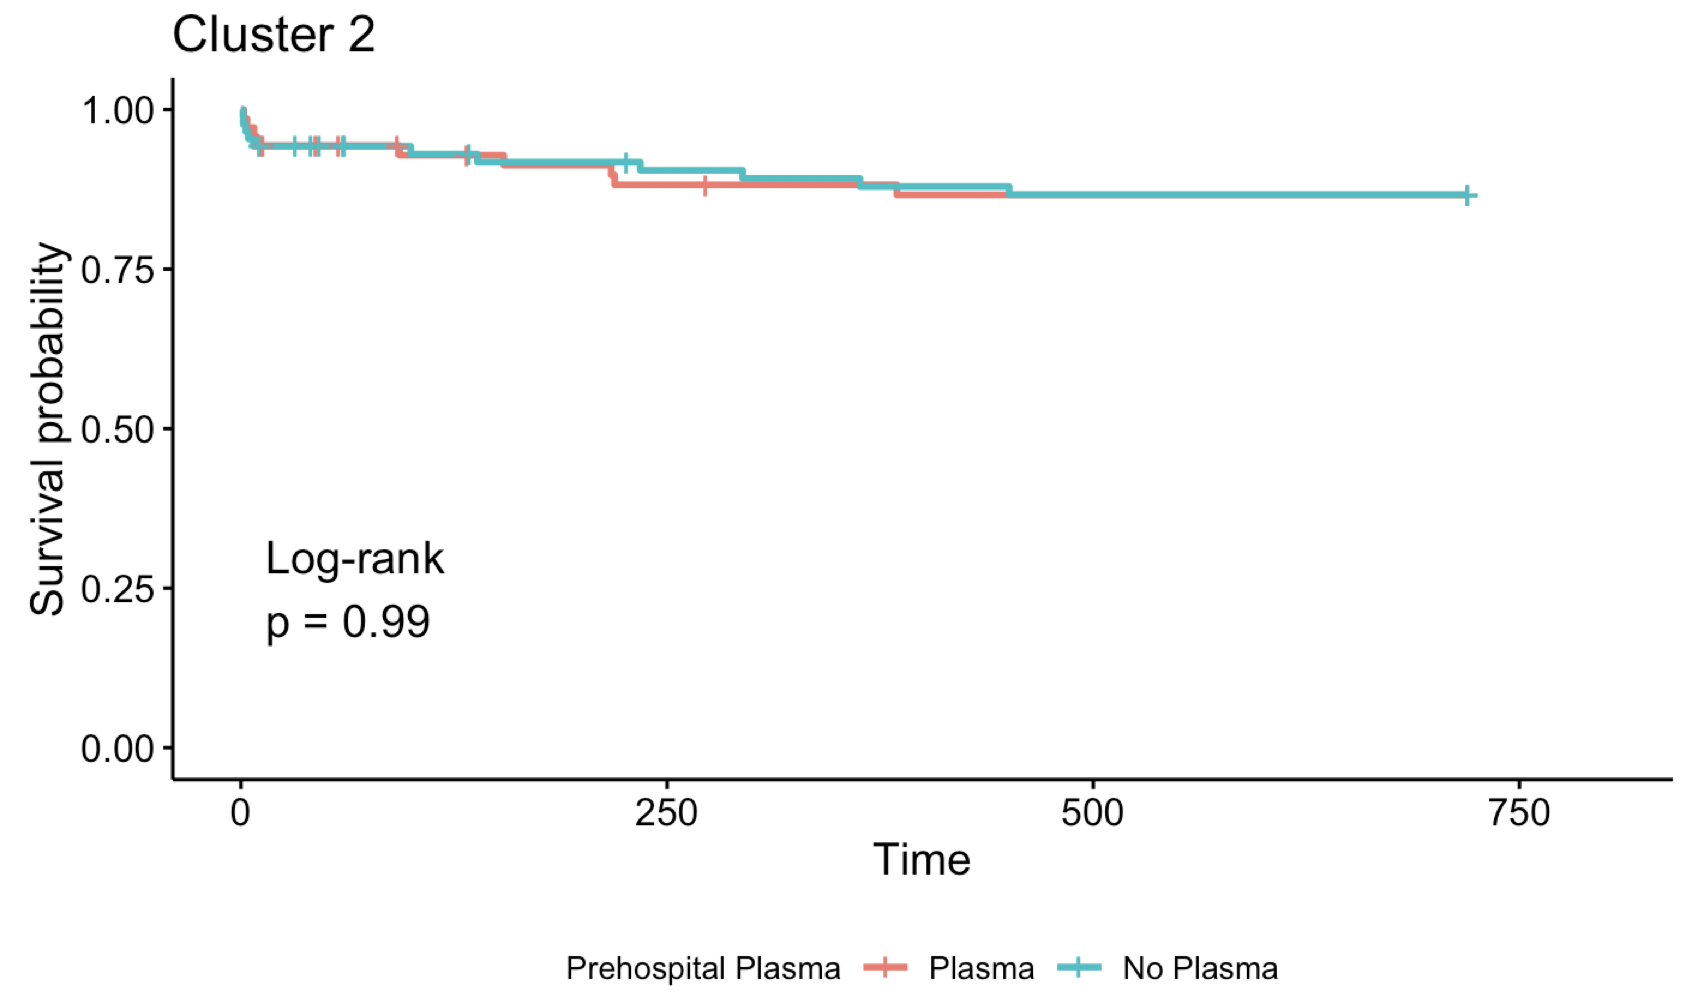 Cluster 2
1.00
0.75
0.50
0.25
0.00
Survival probability
Log-rank
p = 0.99
0 250 500 750
Time
Prehospital Plasma Plasma No Plasma